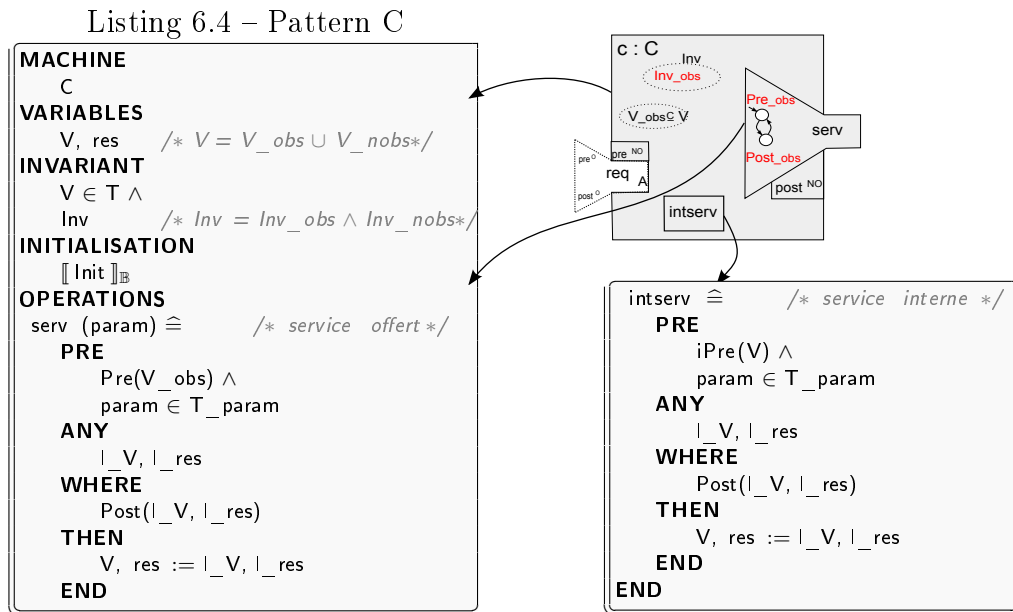 Listing 6.4 – Pattern C
MACHINE
C
VARIABLES
V, res /* V = V_obs ∪ V_nobs*/
INVARIANT
V ∈ T ∧
Inv /* Inv = Inv_obs ∧ Inv_nobs*/
INITIALISATION
⟦ Init ⟧𝔹
OPERATIONS
serv (param) ≙ /* service offert */
PRE
Pre(V_obs) ∧
param ∈ T_param
ANY
l_V, l_res
WHERE
Post(l_V, l_res)
THEN
V, res := l_V, l_res
END
c : C
Inv
Inv_obs
V_obs ⊆ V
Pre_obs
serv
Post_obs
post NO
pre O
pre NO
req
A
post O
intserv
intserv ≙ /* service interne */
PRE
iPre(V) ∧
param ∈ T_param
ANY
l_V, l_res
WHERE
Post(l_V, l_res)
THEN
V, res := l_V, l_res
END
END